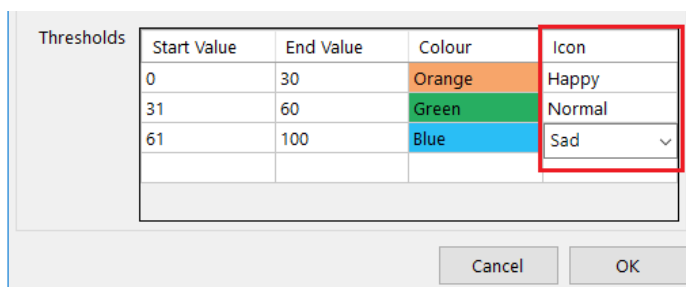 Thresholds Start Value End Value Colour Icon
0 30 Orange Happy
31 60 Green Normal
61 100 Blue Sad
Cancel OK